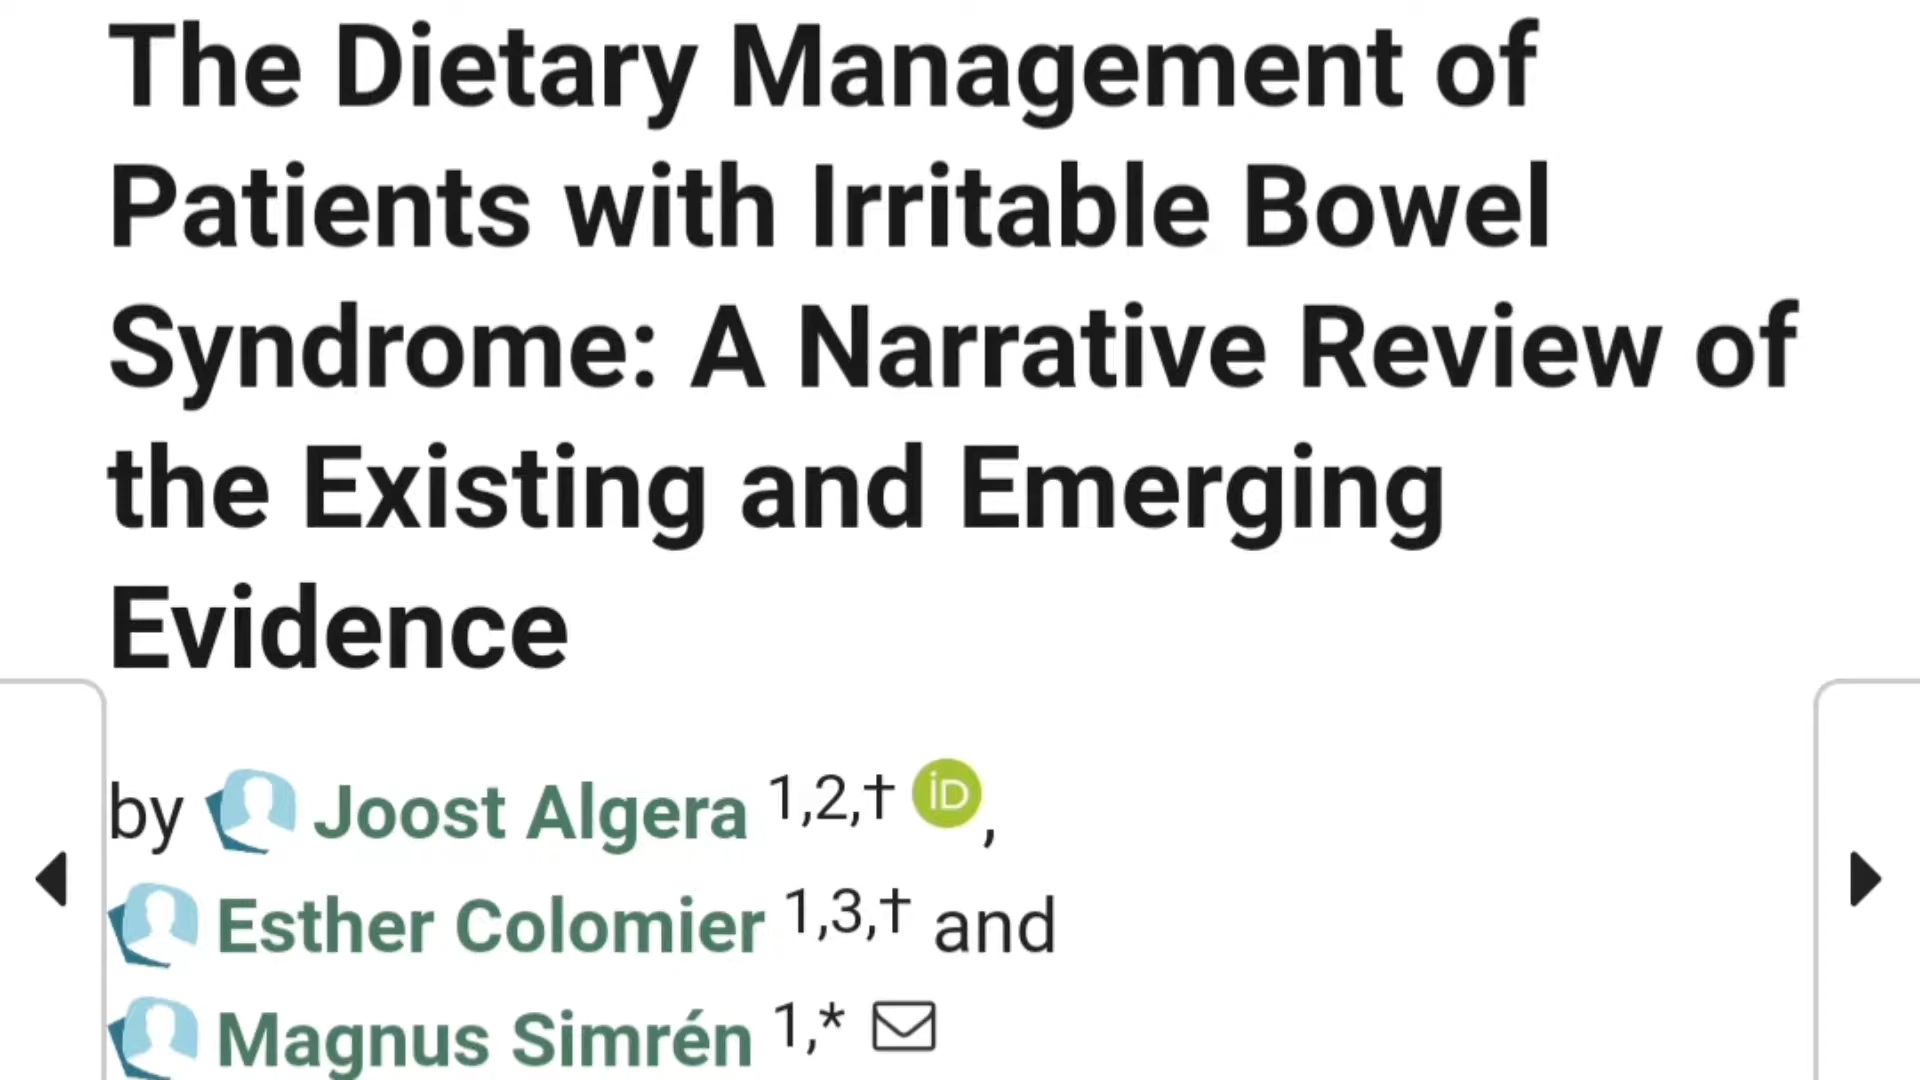 The Dietary Management of
Patients with Irritable Bowel
Syndrome: A Narrative Review of
the Existing and Emerging
Evidence
by Joost Algera 1,2,† iD,
Esther Colomier 1,3,† and
Magnus Simrén 1,*